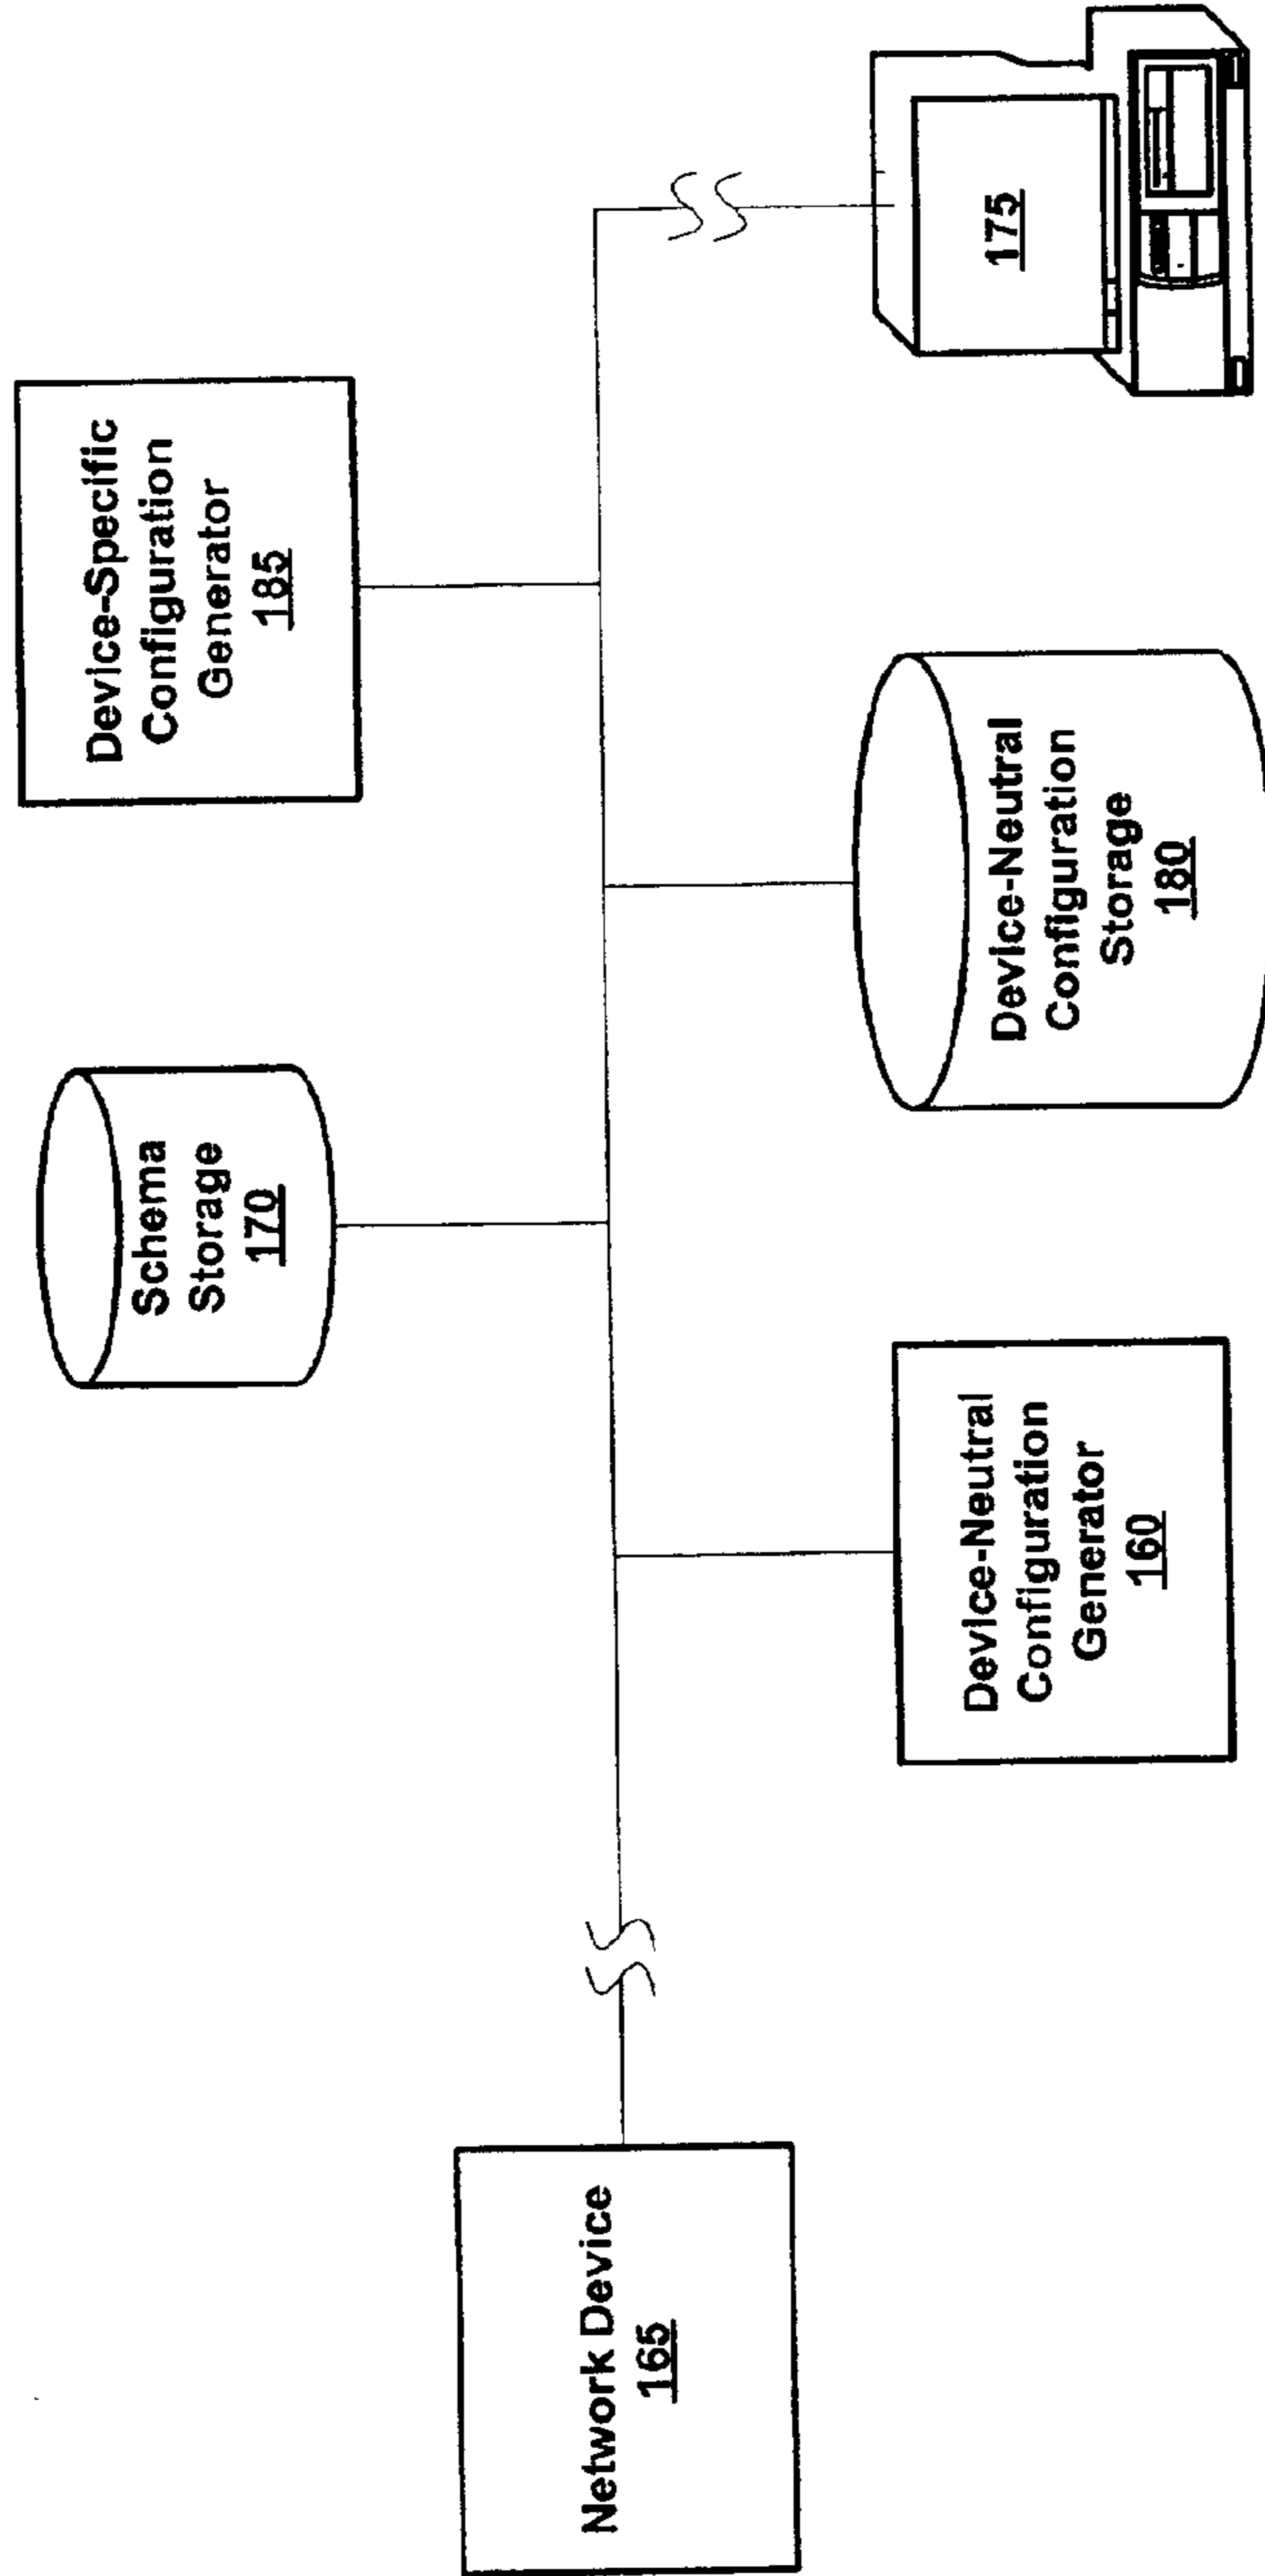 Network Device
165
Schema
Storage
170
Device-Specific
Configuration
Generator
185
Device-Neutral
Configuration
Generator
160
Device-Neutral
Configuration
Storage
180
175